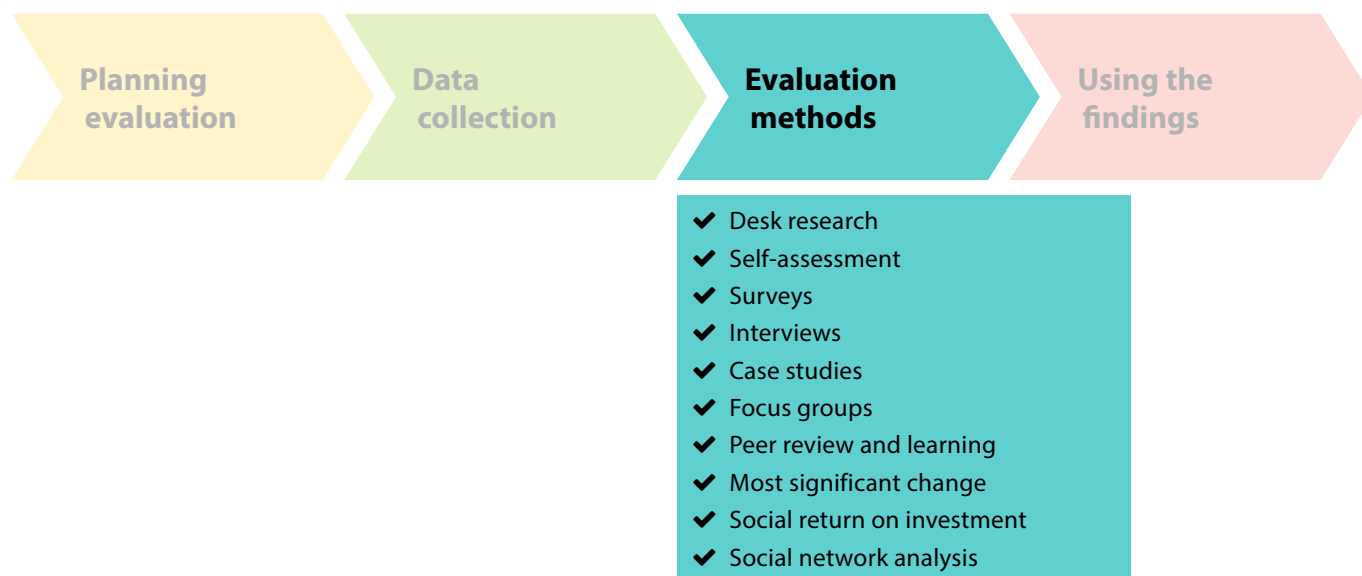 Planning
evaluation
Data
collection
Evaluation
methods
Using the
findings
✔ Desk research
✔ Self-assessment
✔ Surveys
✔ Interviews
✔ Case studies
✔ Focus groups
✔ Peer review and learning
✔ Most significant change
✔ Social return on investment
✔ Social network analysis